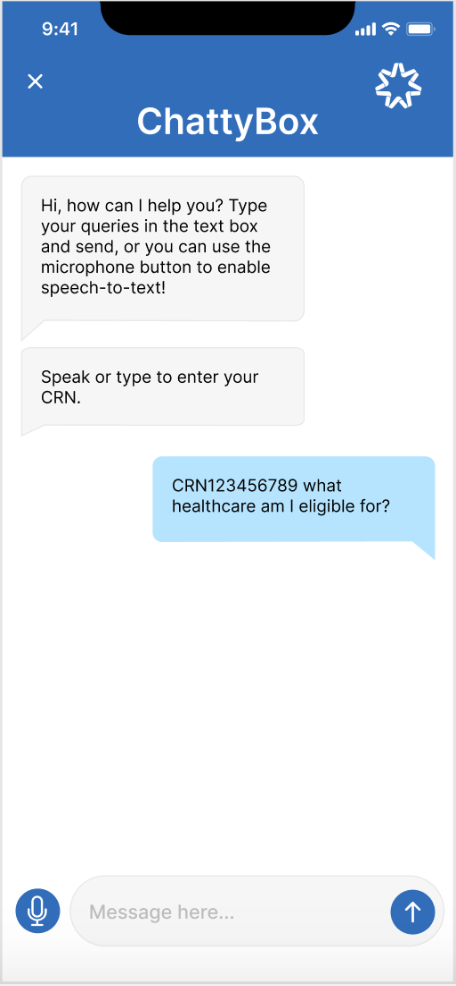 9:41
ChattyBox
Hi, how can I help you? Type
your queries in the text box
and send, or you can use the
microphone button to enable
speech-to-text!
Speak or type to enter your
CRN.
CRN123456789 what
healthcare am I eligible for?
Message here...